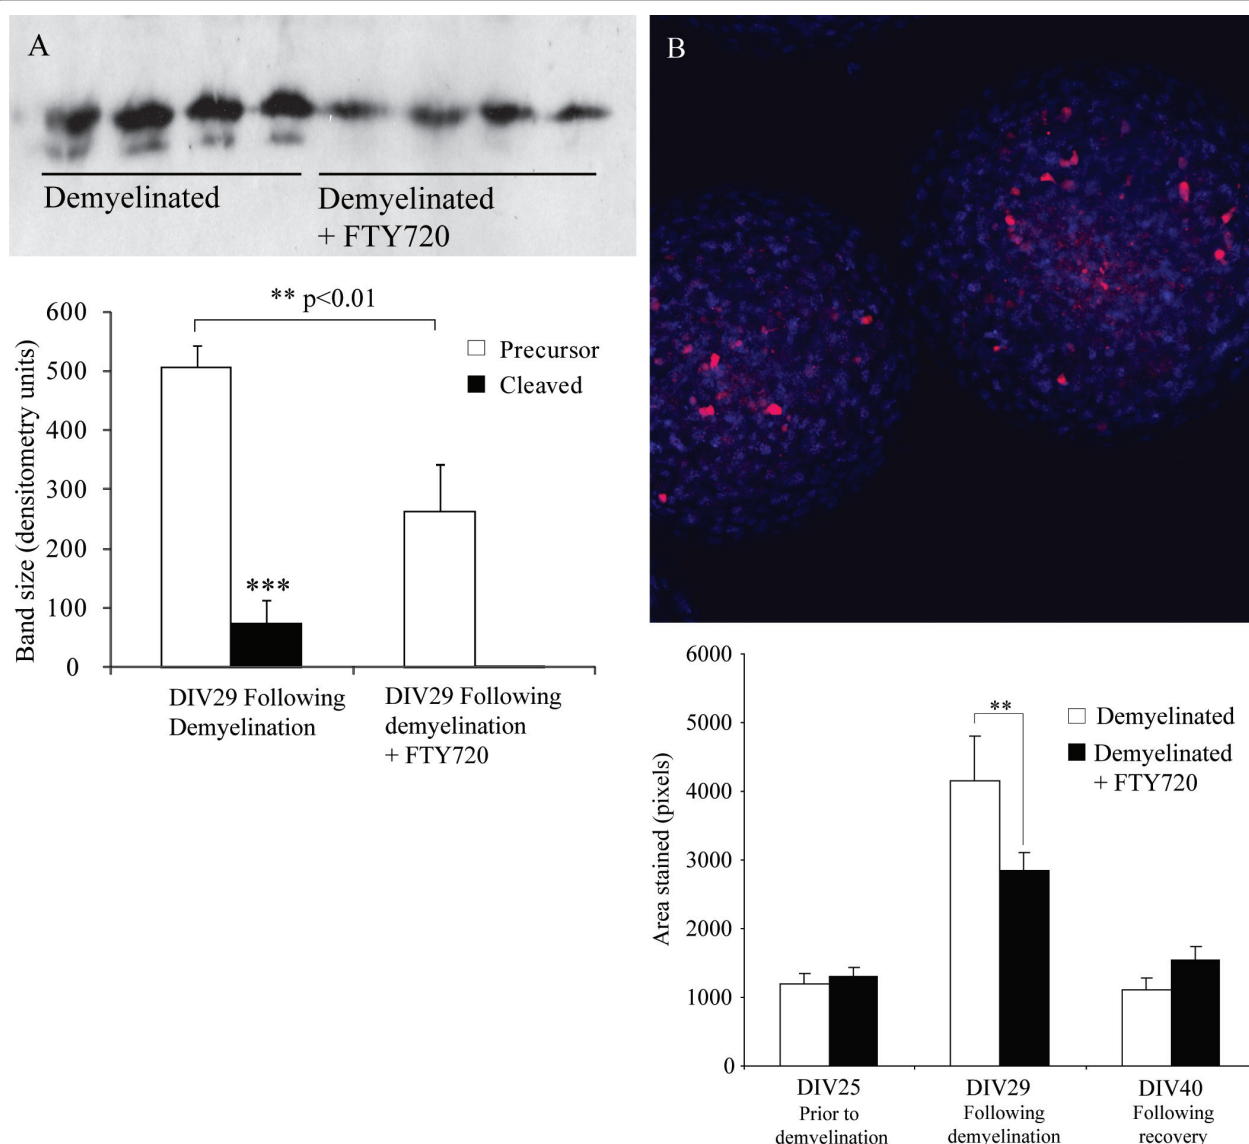 A
Demyelinated
Demyelinated
+ FTY720
** p<0.01
Band size (densitometry units)
600
500
400
300
200
100
0
Precursor
Cleaved
***
DIV29 Following
Demyelination
DIV29 Following
demyelination
+ FTY720
B
Area stained (pixels)
6000
5000
4000
3000
2000
1000
0
**
Demyelinated
Demyelinated
+ FTY720
DIV25
Prior to
demyelination
DIV29
Following
demyelination
DIV40
Following
recovery